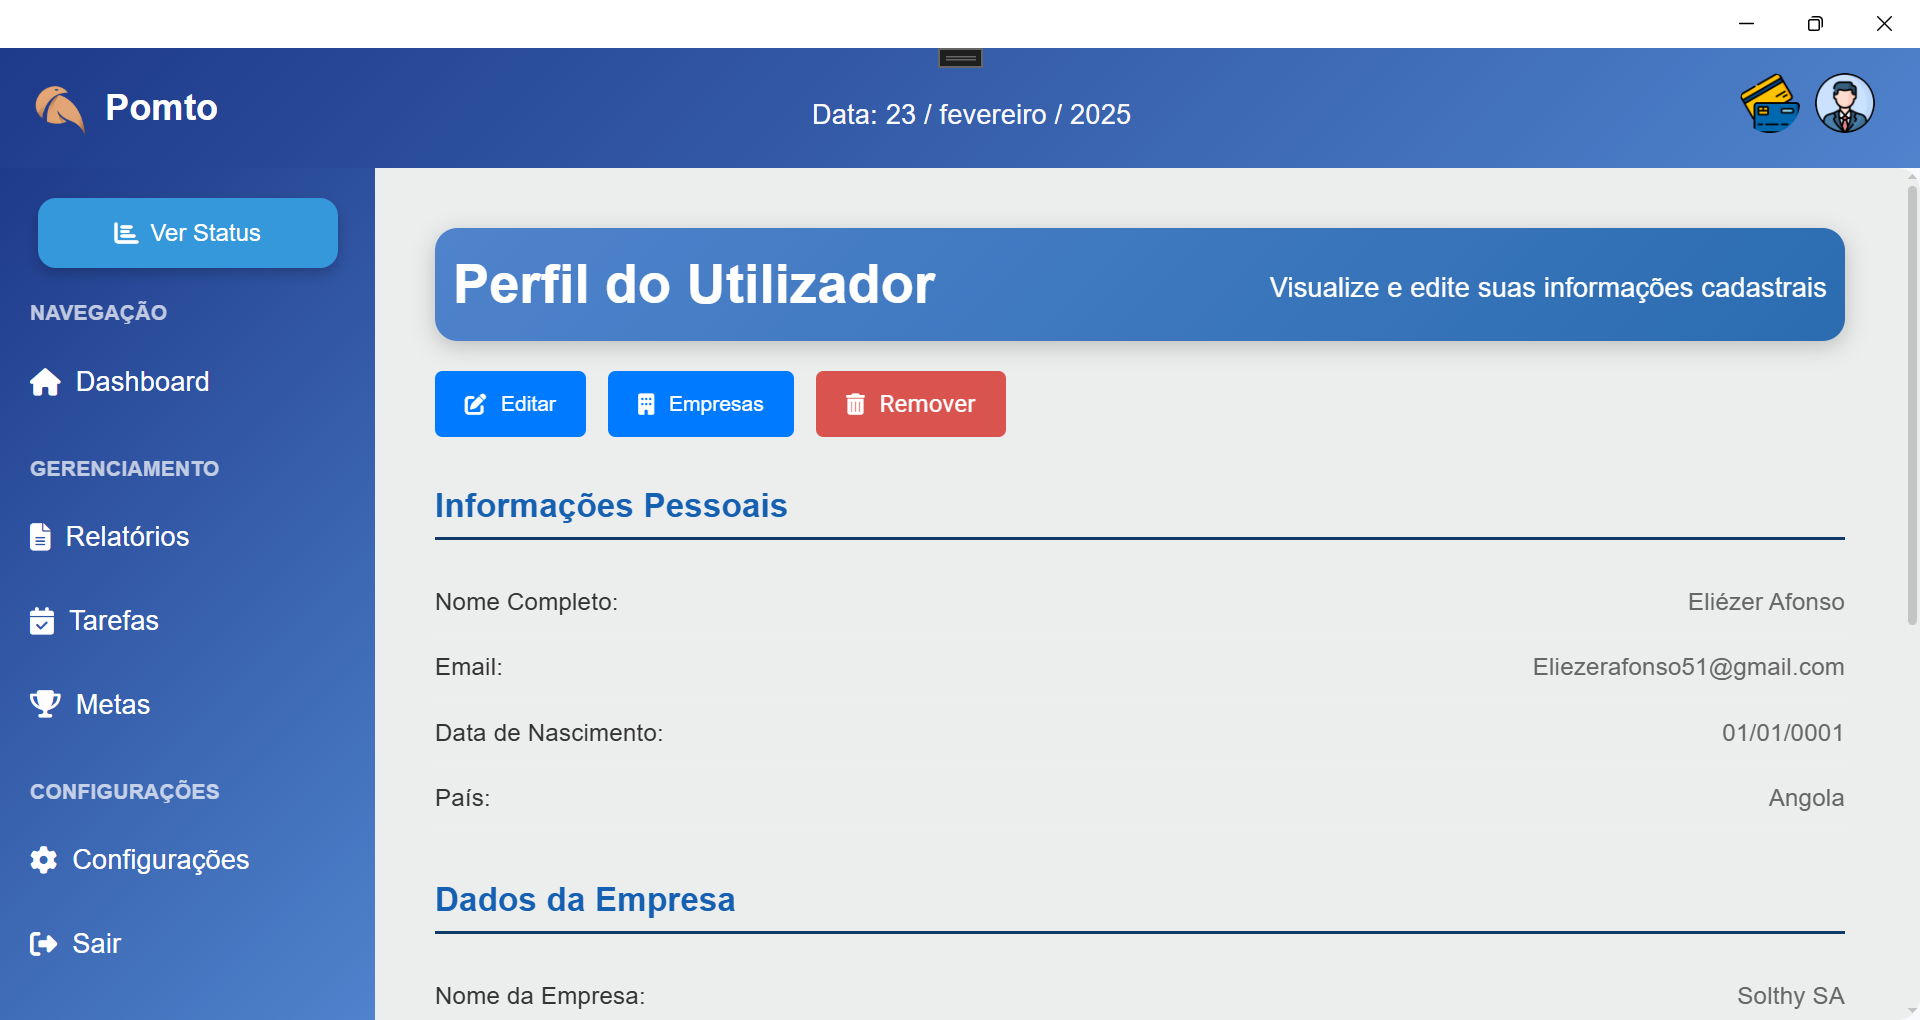 Pomto
Data: 23 / fevereiro / 2025
Ver Status
NAVEGAÇÃO
Dashboard
GERENCIAMENTO
Relatórios
Tarefas
Metas
CONFIGURAÇÕES
Configurações
Sair
Perfil do Utilizador
Visualize e edite suas informações cadastrais
Editar
Empresas
Remover
Informações Pessoais
Nome Completo: Eliézer Afonso
Email: Eliezerafonso51@gmail.com
Data de Nascimento: 01/01/0001
País: Angola
Dados da Empresa
Nome da Empresa: Solthy SA